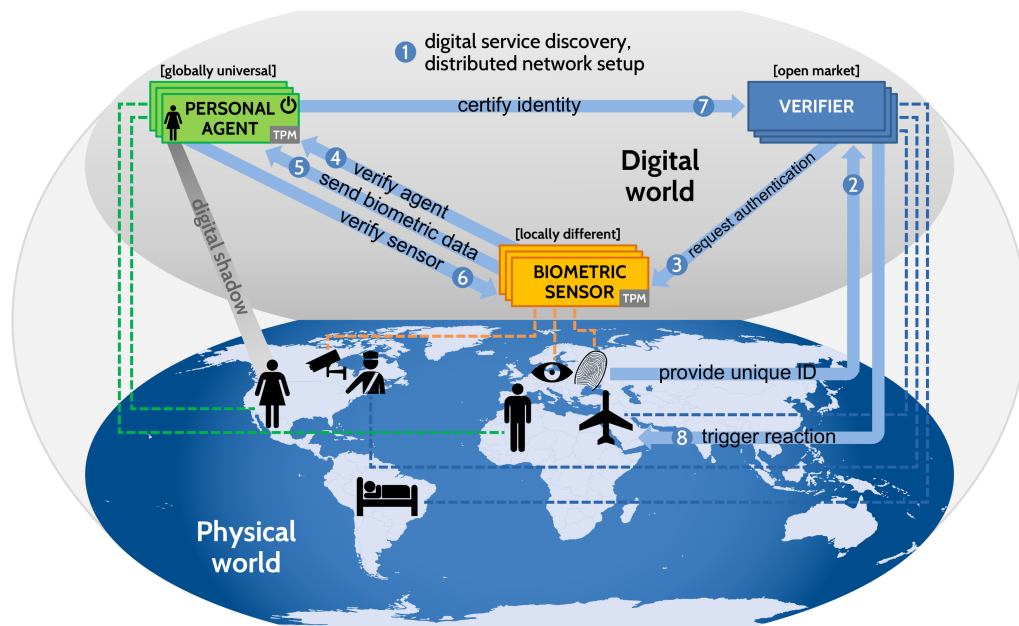 1 digital service discovery,
distributed network setup
[globally universal]
PERSONAL
AGENT
TPM
certify identity 7
[open market]
VERIFIER
Digital
world
4 verify agent
5 send biometric data
verify sensor 6
request authentication
3
2
digital shadow
[locally different]
BIOMETRIC
SENSOR
TPM
provide unique ID
8 trigger reaction
Physical
world